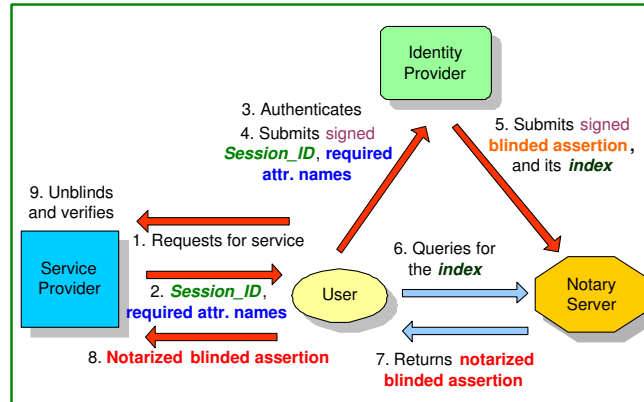 Identity
Provider
3. Authenticates
4. Submits signed
Session_ID, required
attr. names
5. Submits signed
blinded assertion,
and its index
9. Unblinds
and verifies
1. Requests for service
Service
Provider
2. Session_ID,
required attr. names
User
6. Queries for
the index
Notary
Server
8. Notarized blinded assertion
7. Returns notarized
blinded assertion